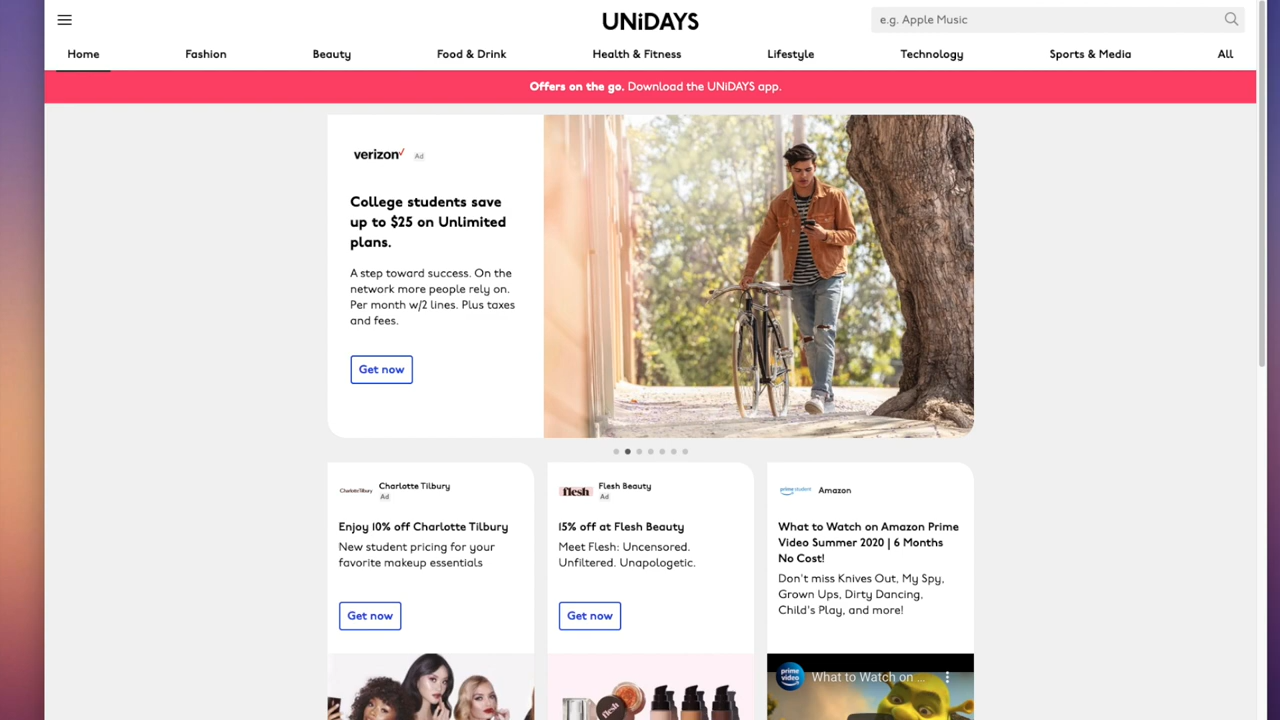 UNiDAYS
e.g. Apple Music
Home Fashion Beauty Food & Drink Health & Fitness Lifestyle Technology Sports & Media All
Offers on the go. Download the UNiDAYS app.
verizon✓ Ad
College students save
up to $25 on Unlimited
plans.
A step toward success. On the
network more people rely on.
Per month w/2 lines. Plus taxes
and fees.
Get now
CharlotteTilbury Charlotte Tilbury
Ad
Enjoy 10% off Charlotte Tilbury
New student pricing for your
favorite makeup essentials
Get now
flesh Flesh Beauty
Ad
15% off at Flesh Beauty
Meet Flesh: Uncensored.
Unfiltered. Unapologetic.
Get now
flesh
prime student Amazon
What to Watch on Amazon Prime
Video Summer 2020 | 6 Months
No Cost!
Don't miss Knives Out, My Spy,
Grown Ups, Dirty Dancing,
Child's Play, and more!
prime
video
What to Watch on ...